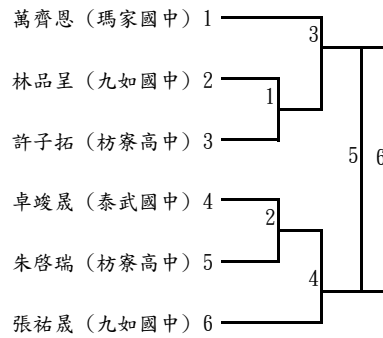 萬齊恩（瑪家國中）1
3
林品呈（九如國中）2
1
許子拓（枋寮高中）3
5
6
卓竣晟（泰武國中）4
2
朱啓瑞（枋寮高中）5
4
張祐晟（九如國中）6